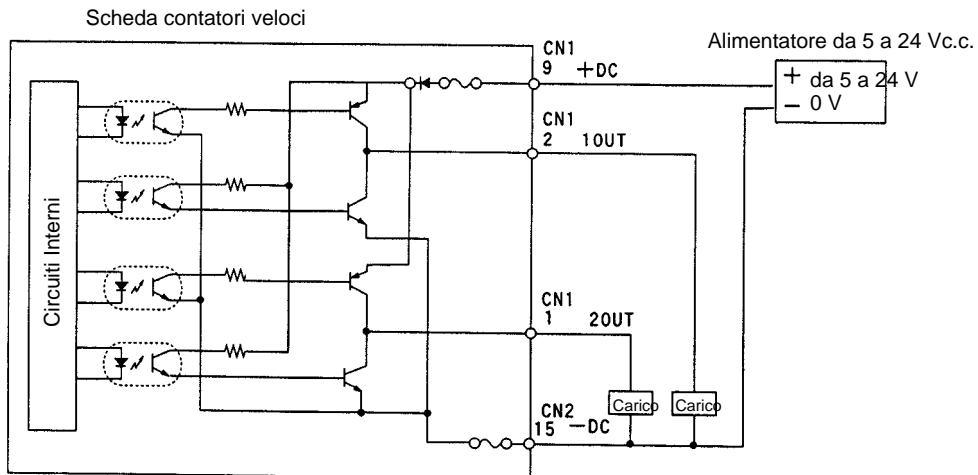 Scheda contatori veloci
CN1
9 +DC
Alimentatore da 5 a 24 Vc.c.
+ da 5 a 24 V
− 0 V
CN1
2 1OUT
Circuiti Interni
CN1
1 2OUT
Carico
Carico
CN2
15 −DC